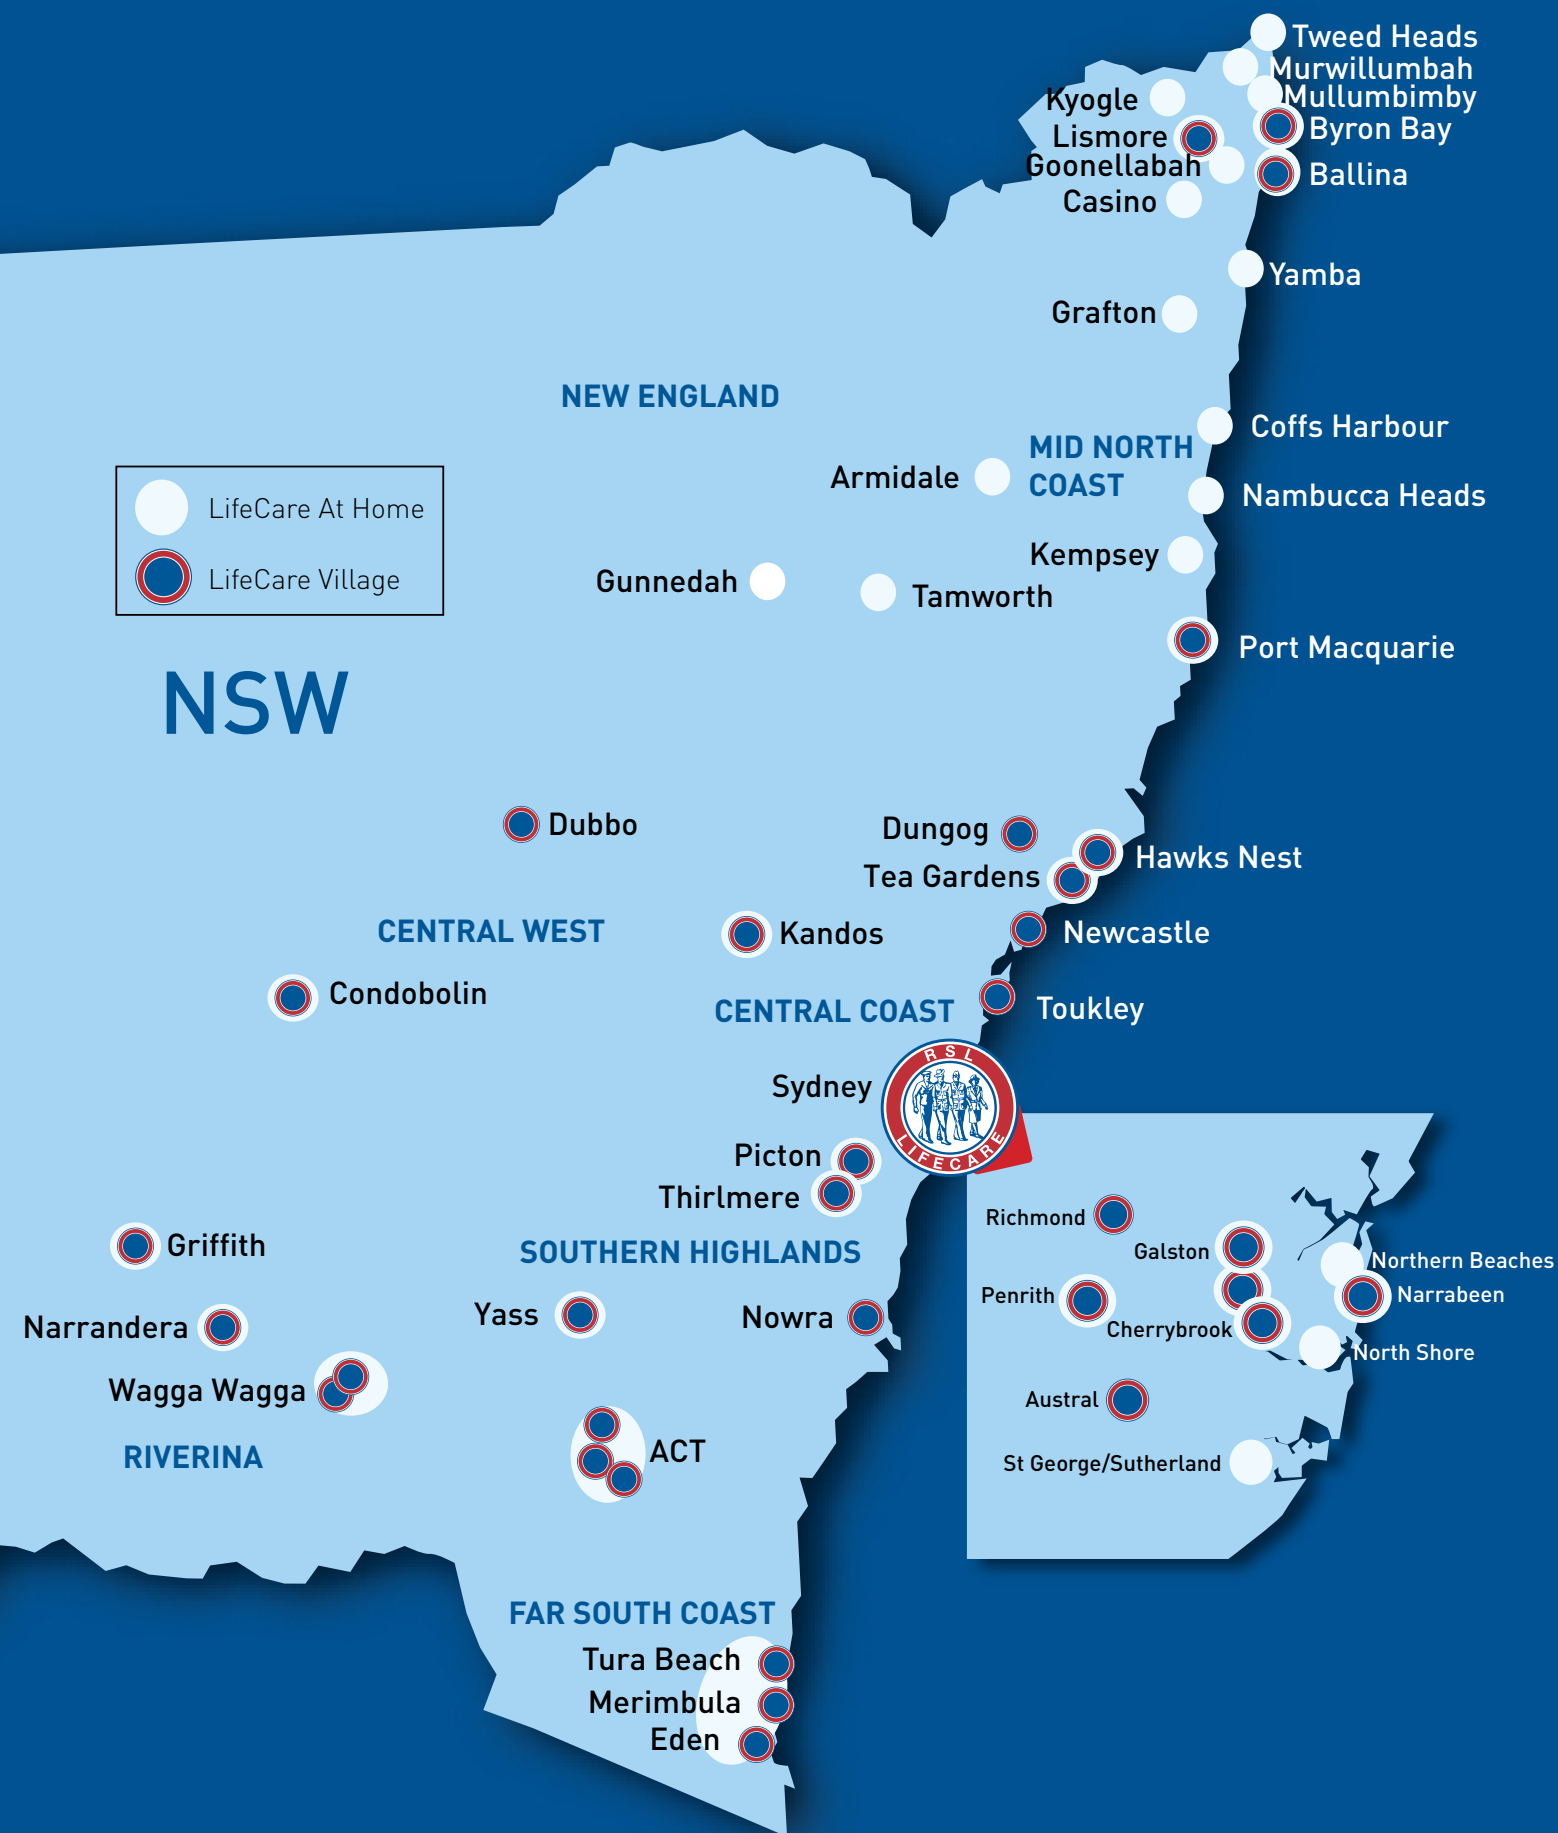 Tweed Heads
Murwillumbah
Mullumbimby
Kyogle
Byron Bay
Lismore
Goonellabah
Ballina
Casino
Yamba
Grafton
NEW ENGLAND
Coffs Harbour
MID NORTH
COAST
Armidale
Nambucca Heads
LifeCare At Home
Kempsey
LifeCare Village
Gunnedah
Tamworth
Port Macquarie
NSW
Dubbo
Dungog
Hawks Nest
Tea Gardens
CENTRAL WEST
Kandos
Newcastle
Condobolin
CENTRAL COAST
Toukley
RSL
LIFECARE
Sydney
Picton
Thirlmere
Richmond
Griffith
SOUTHERN HIGHLANDS
Galston
Northern Beaches
Penrith
Narrabeen
Yass
Nowra
Narrandera
Cherrybrook
North Shore
Wagga Wagga
Austral
ACT
RIVERINA
St George/Sutherland
FAR SOUTH COAST
Tura Beach
Merimbula
Eden